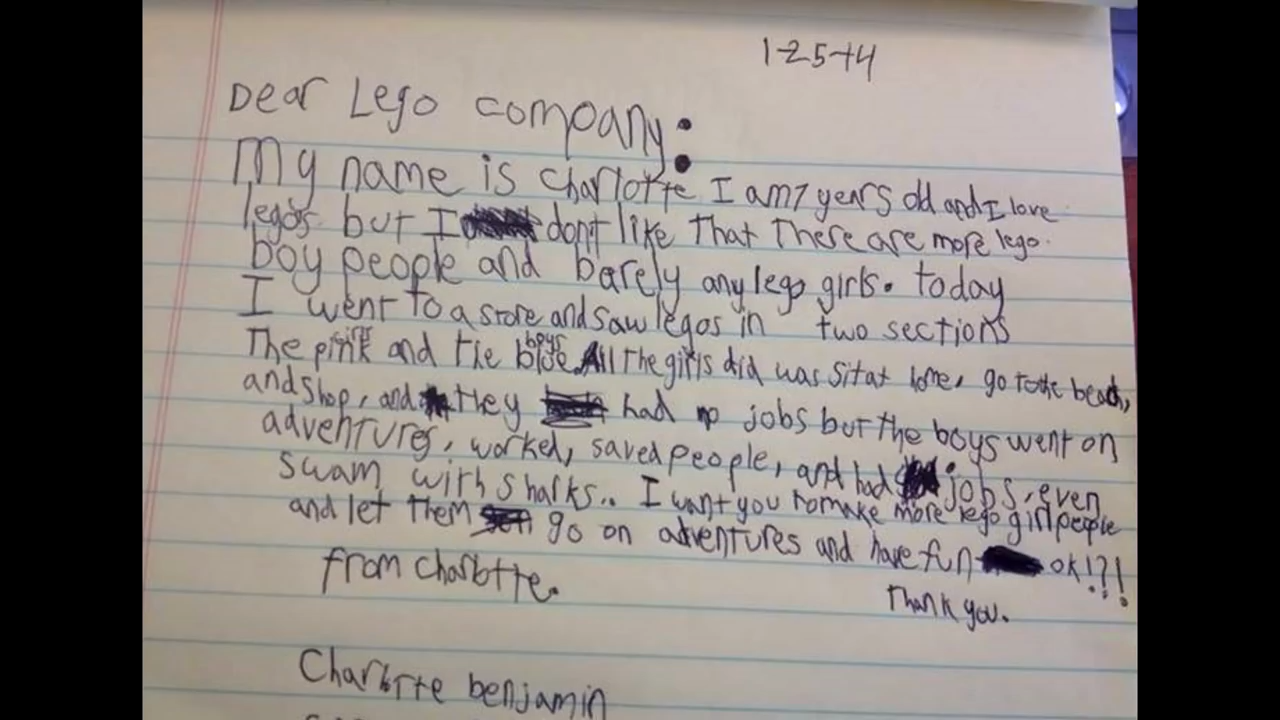 1-25-14
Dear Lego company:
My name is Charlotte I am 7 years old and I love
legos but I don't like that there are more lego
boy people and barely any lego girls. today
I went to a store and saw legos in two sections
The pink girls and the blue boys. All the girls did was sit at home, go to the beach,
and shop, and they had no jobs but the boys went on
adventures, worked, saved people, and had jobs, even
swam with sharks.. I want you to make more lego girl people
and let them go on adventures and have fun ok!?!
from Charlotte.
Thank you.
Charlotte benjamin